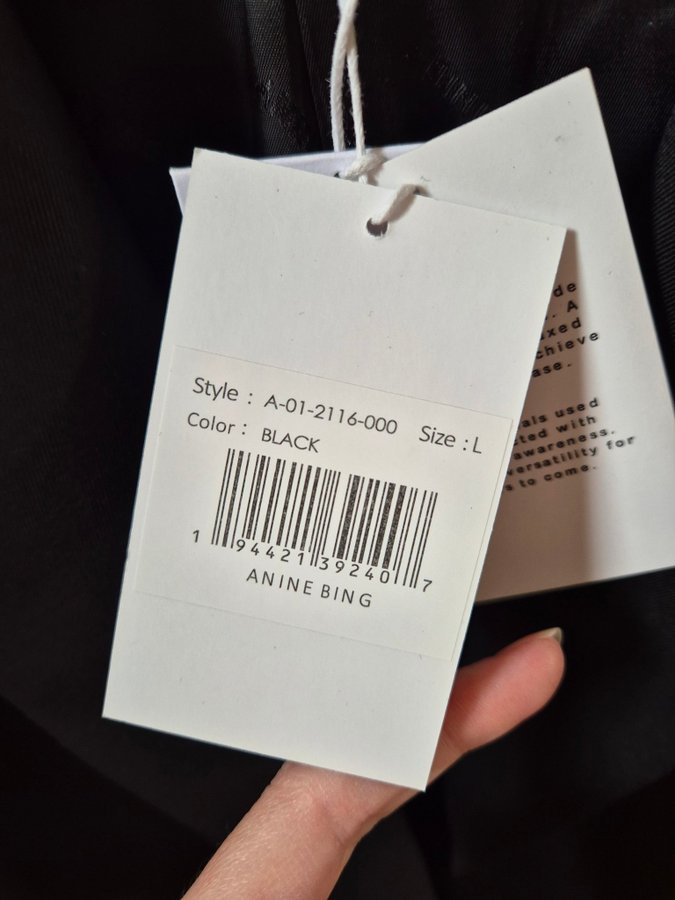 Style : A-01-2116-000 Size : L
Color : BLACK
1 94421 39240 7
ANINE BING
de
. A
xed
chieve
ase.
als used
cted with
awareness.
versatility for
s to come.